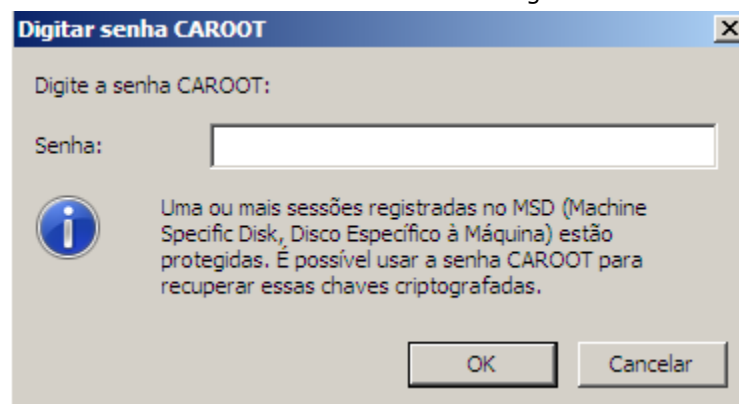 Digitar senha CAROOT
Digite a senha CAROOT:
Senha:
Uma ou mais sessões registradas no MSD (Machine
Specific Disk, Disco Específico à Máquina) estão
protegidas. É possível usar a senha CAROOT para
recuperar essas chaves criptografadas.
OK
Cancelar